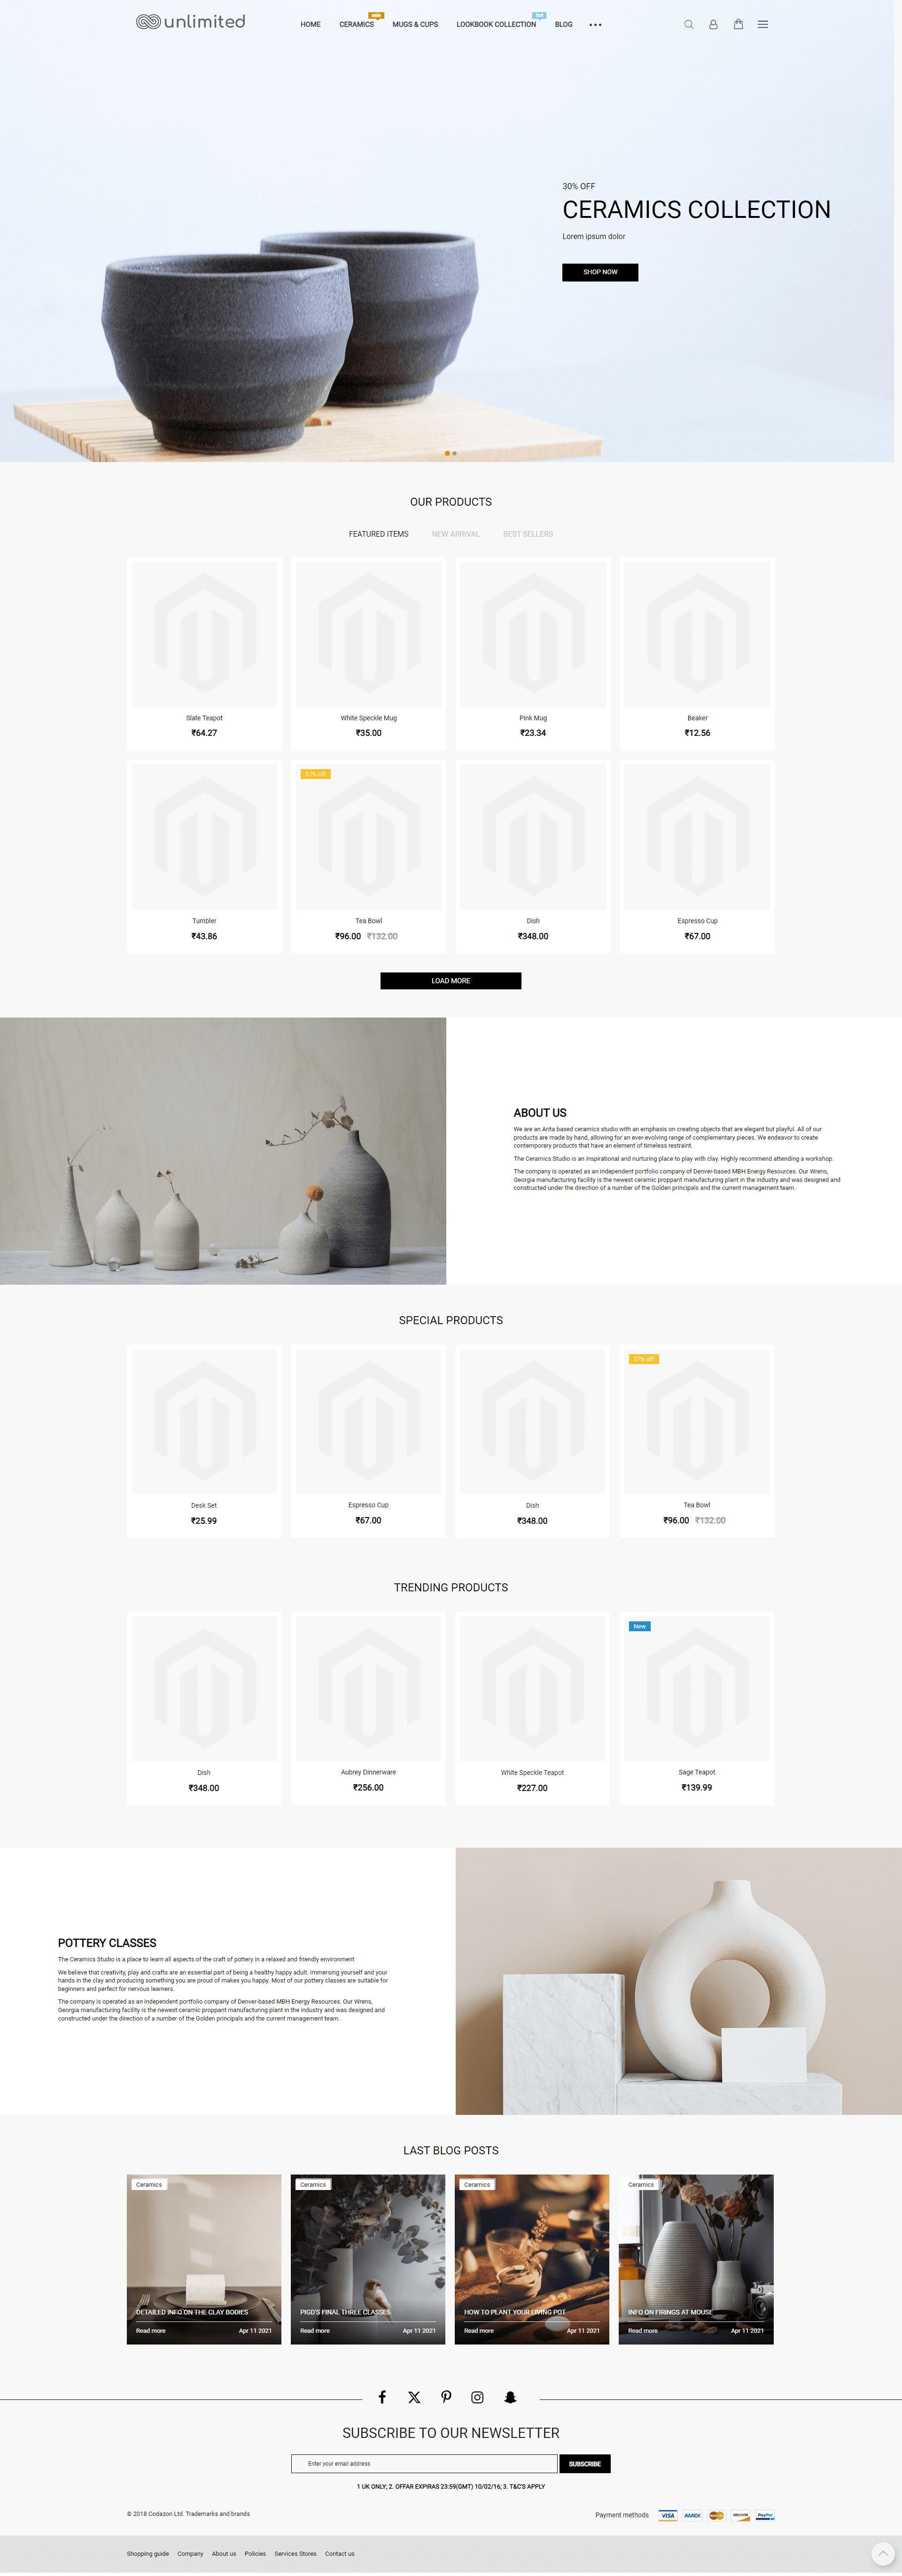 unlimited
HOME
CERAMICS
sale
MUGS & CUPS
LOOKBOOK COLLECTION
hot
BLOG
30% OFF
CERAMICS COLLECTION
Lorem ipsum dolor
SHOP NOW
OUR PRODUCTS
FEATURED ITEMS
NEW ARRIVAL
BEST SELLERS
Slate Teapot
₹64.27
White Speckle Mug
₹35.00
Pink Mug
₹23.34
Beaker
₹12.56
Tumbler
₹43.86
27% off
Tea Bowl
₹96.00 ₹132.00
Dish
₹348.00
Espresso Cup
₹67.00
LOAD MORE
ABOUT US
We are an Arita based ceramics studio with an emphasis on creating objects that are elegant but playful. All of our
products are made by hand, allowing for an ever-evolving range of complementary pieces. We endeavor to create
contemporary products that have an element of timeless restraint.
The Ceramics Studio is an inspirational and nurturing place to play with clay. Highly recommend attending a workshop.
The company is operated as an independent portfolio company of Denver-based MBH Energy Resources. Our Wrens,
Georgia manufacturing facility is the newest ceramic proppant manufacturing plant in the industry and was designed and
constructed under the direction of a number of the Golden principals and the current management team.
SPECIAL PRODUCTS
Desk Set
₹25.99
Espresso Cup
₹67.00
Dish
₹348.00
27% off
Tea Bowl
₹96.00 ₹132.00
TRENDING PRODUCTS
Dish
₹348.00
Aubrey Dinnerware
₹256.00
White Speckle Teapot
₹227.00
New
Sage Teapot
₹139.99
POTTERY CLASSES
The Ceramics Studio is a place to learn all aspects of the craft of pottery in a relaxed and friendly environment
We believe that creativity, play and crafts are an essential part of being a healthy happy adult. Immersing yourself and your
hands in the clay and producing something you are proud of makes you happy. Most of our pottery classes are suitable for
beginners and perfect for nervous learners.
The company is operated as an independent portfolio company of Denver-based MBH Energy Resources. Our Wrens,
Georgia manufacturing facility is the newest ceramic proppant manufacturing plant in the industry and was designed and
constructed under the direction of a number of the Golden principals and the current management team.
LAST BLOG POSTS
Ceramics
DETAILED INFO ON THE CLAY BODIES
Read more
Apr 11 2021
Ceramics
PIGD'S FINAL THREE CLASSES
Read more
Apr 11 2021
Ceramics
HOW TO PLANT YOUR LIVING POT
Read more
Apr 11 2021
Ceramics
INFO ON FIRINGS AT MOUSE
Read more
Apr 11 2021
SUBSCRIBE TO OUR NEWSLETTER
Enter your email address
SUBSCRIBE
1 UK ONLY; 2. OFFAR EXPIRAS 23:59(GMT) 10/02/16; 3. T&C'S APPLY
© 2018 Codazon Ltd. Trademarks and brands
Payment methods
VISA
AMEX
MasterCard
DISCOVER
PayPal
Shopping guide
Company
About us
Policies
Services Stores
Contact us